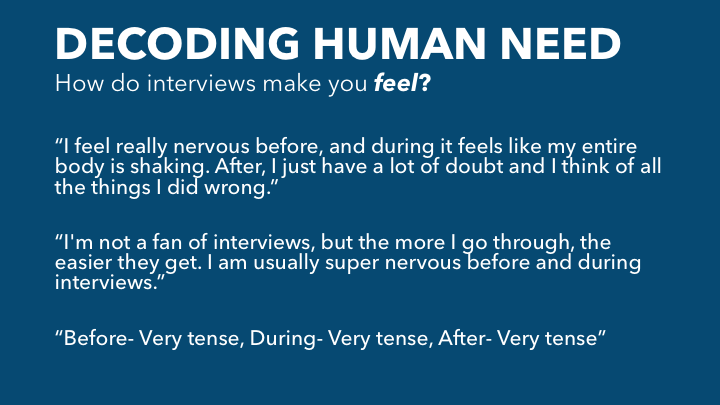 DECODING HUMAN NEED
How do interviews make you feel?
“I feel really nervous before, and during it feels like my entire
body is shaking. After, I just have a lot of doubt and I think of all
the things I did wrong.”
“I'm not a fan of interviews, but the more I go through, the
easier they get. I am usually super nervous before and during
interviews.”
“Before- Very tense, During- Very tense, After- Very tense”